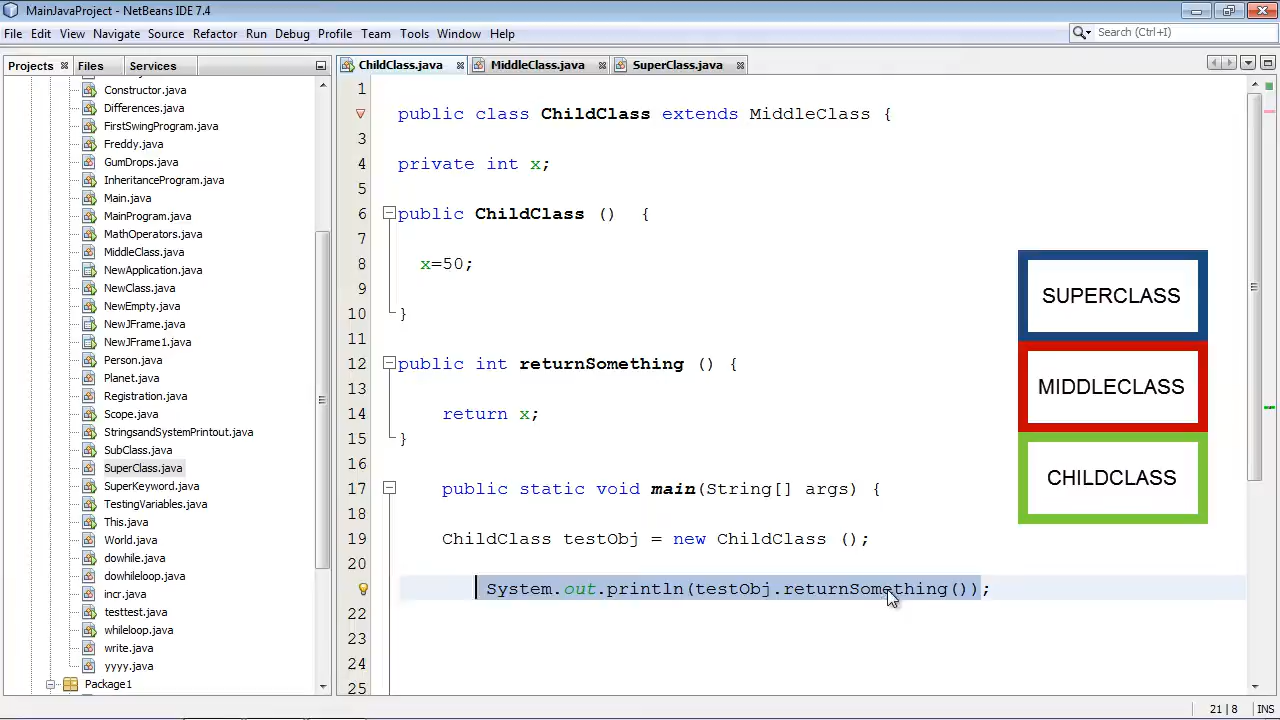 MainJavaProject - NetBeans IDE 7.4
File Edit View Navigate Source Refactor Run Debug Profile Team Tools Window Help
Search (Ctrl+I)
Projects Files Services
ChildClass.java MiddleClass.java SuperClass.java
Constructor.java
Differences.java
FirstSwingProgram.java
Freddy.java
GumDrops.java
InheritanceProgram.java
Main.java
MainProgram.java
MathOperators.java
MiddleClass.java
NewApplication.java
NewClass.java
NewEmpty.java
NewJFrame.java
NewJFrame1.java
Person.java
Planet.java
Registration.java
Scope.java
StringsandSystemPrintout.java
SubClass.java
SuperClass.java
SuperKeyword.java
TestingVariables.java
This.java
World.java
dowhile.java
dowhileloop.java
incr.java
testtest.java
whileloop.java
write.java
yyyy.java
Package1
1
public class ChildClass extends MiddleClass {
3
4 private int x;
5
6 public ChildClass () {
7
8 x=50;
9
10 }
11
12 public int returnSomething () {
13
14 return x;
15 }
16
17 public static void main(String[] args) {
18
19 ChildClass testObj = new ChildClass ();
20
System.out.println(testObj.returnSomething());
22
23
24
25
SUPERCLASS
MIDDLECLASS
CHILDCLASS
21 | 8 INS